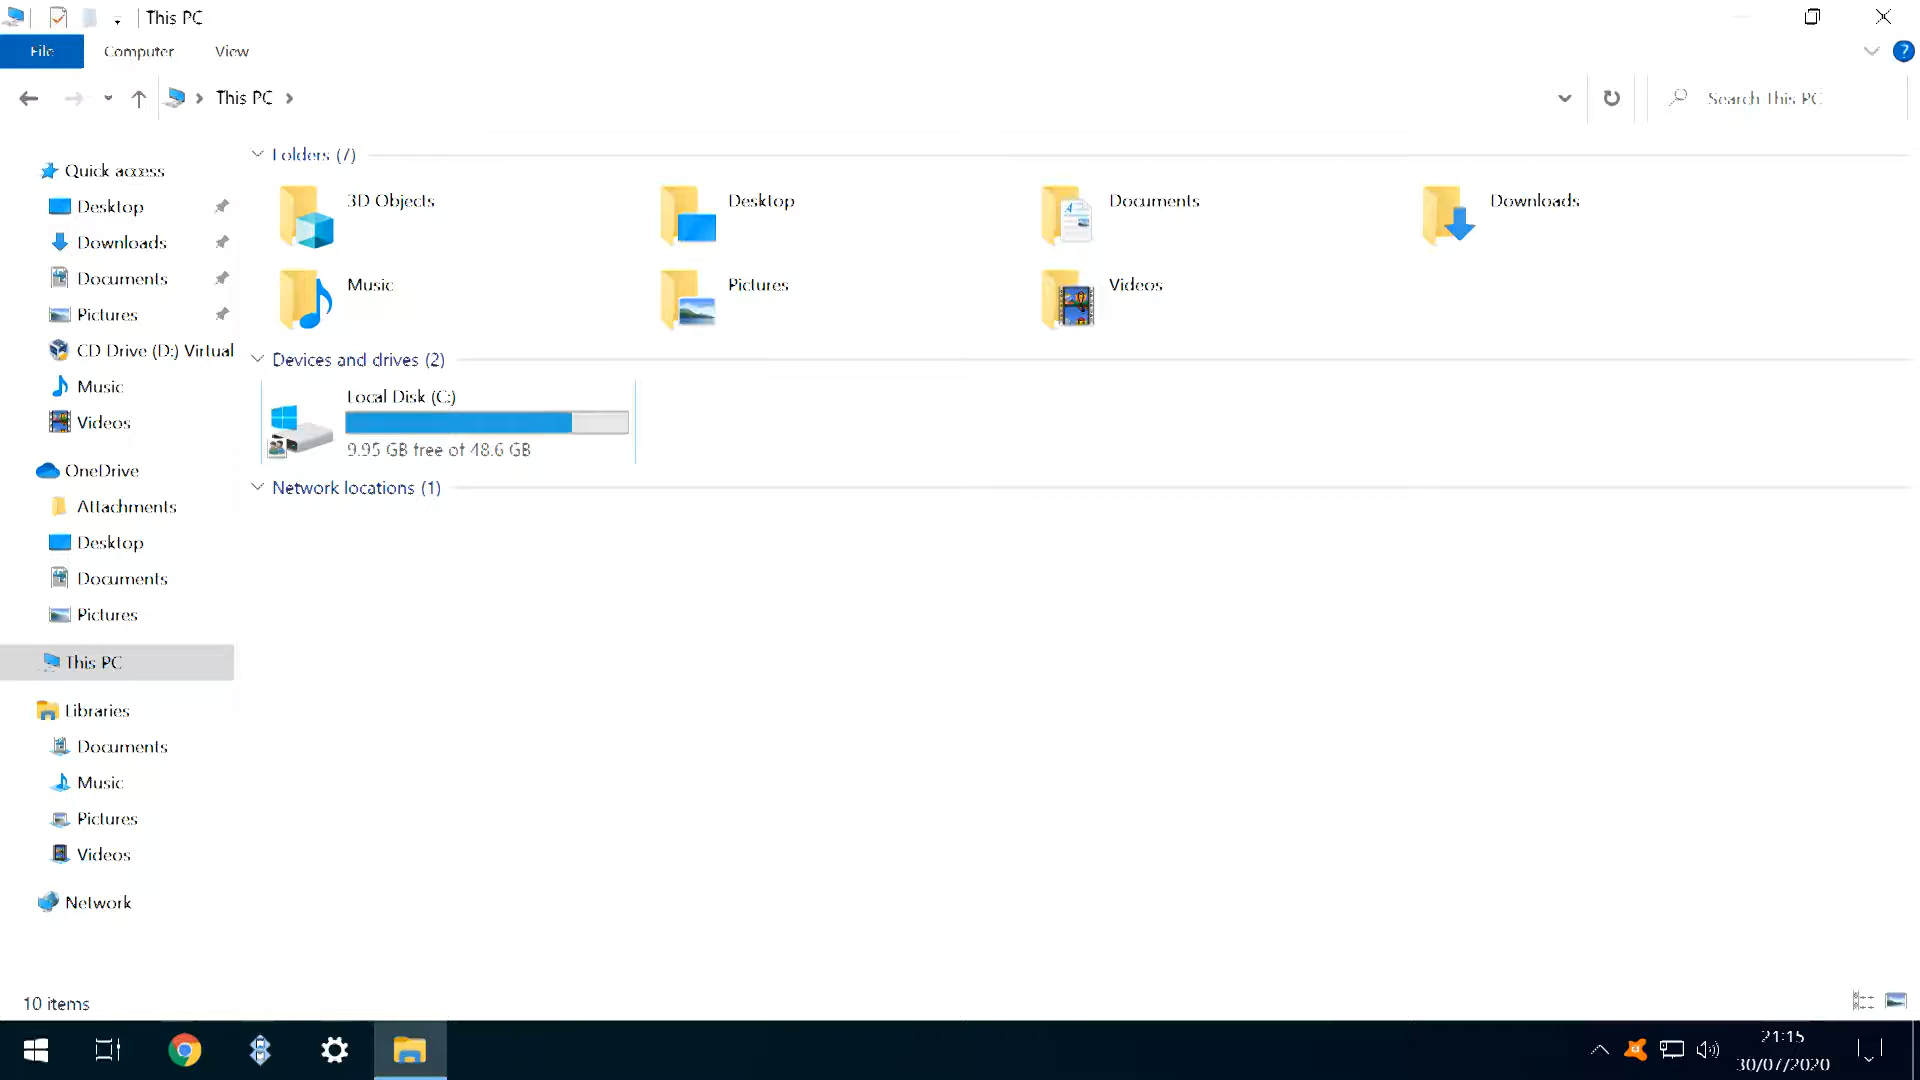 This PC
File Computer View
This PC
Search This PC
Quick access
Desktop
Downloads
Documents
Pictures
CD Drive (D:) Virtual
Music
Videos
OneDrive
Attachments
Desktop
Documents
Pictures
This PC
Libraries
Documents
Music
Pictures
Videos
Network
Folders (7)
3D Objects
Desktop
Documents
Downloads
Music
Pictures
Videos
Devices and drives (2)
Local Disk (C:)
9.95 GB free of 48.6 GB
Network locations (1)
10 items
21:15
30/07/2020